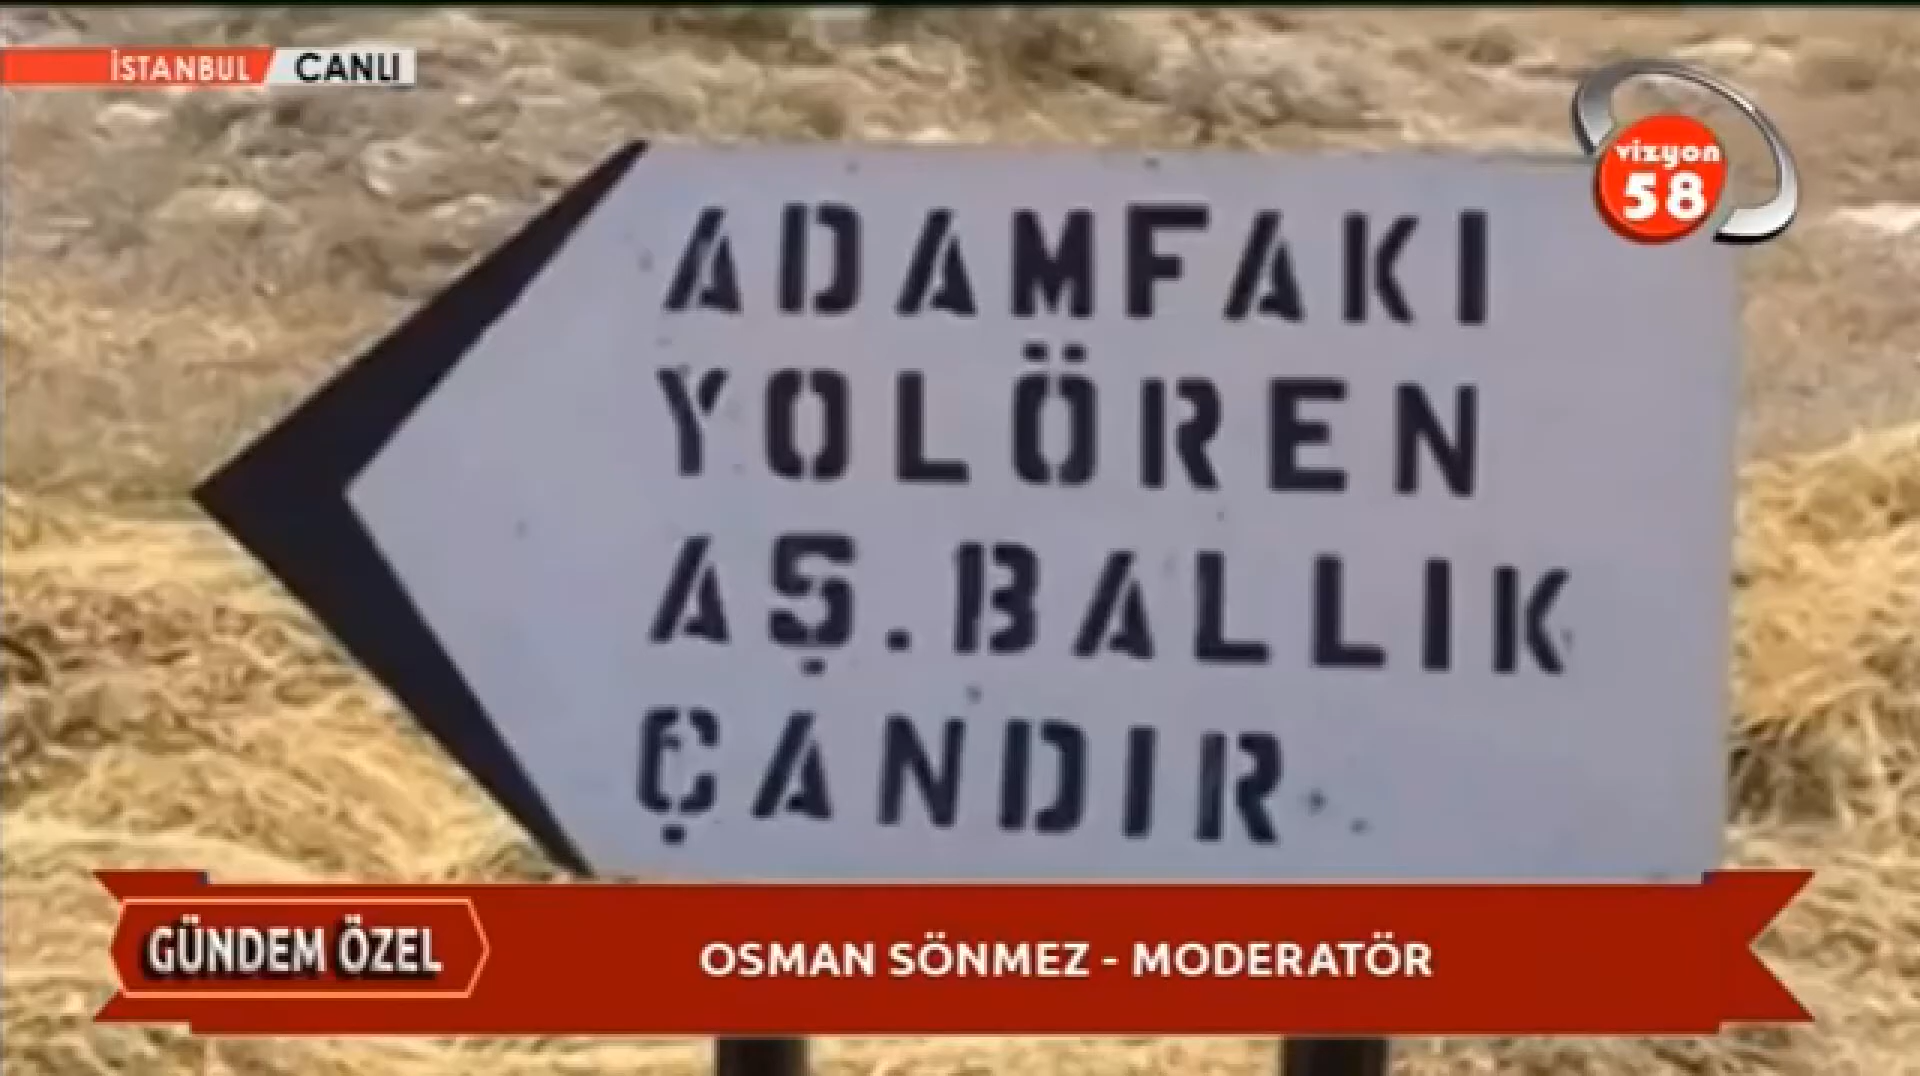 İSTANBUL CANLI
vizyon
58
ADAMFAKI
YOLÖREN
AŞ.BALLIK
ÇANDIR
GÜNDEM ÖZEL
OSMAN SÖNMEZ - MODERATÖR